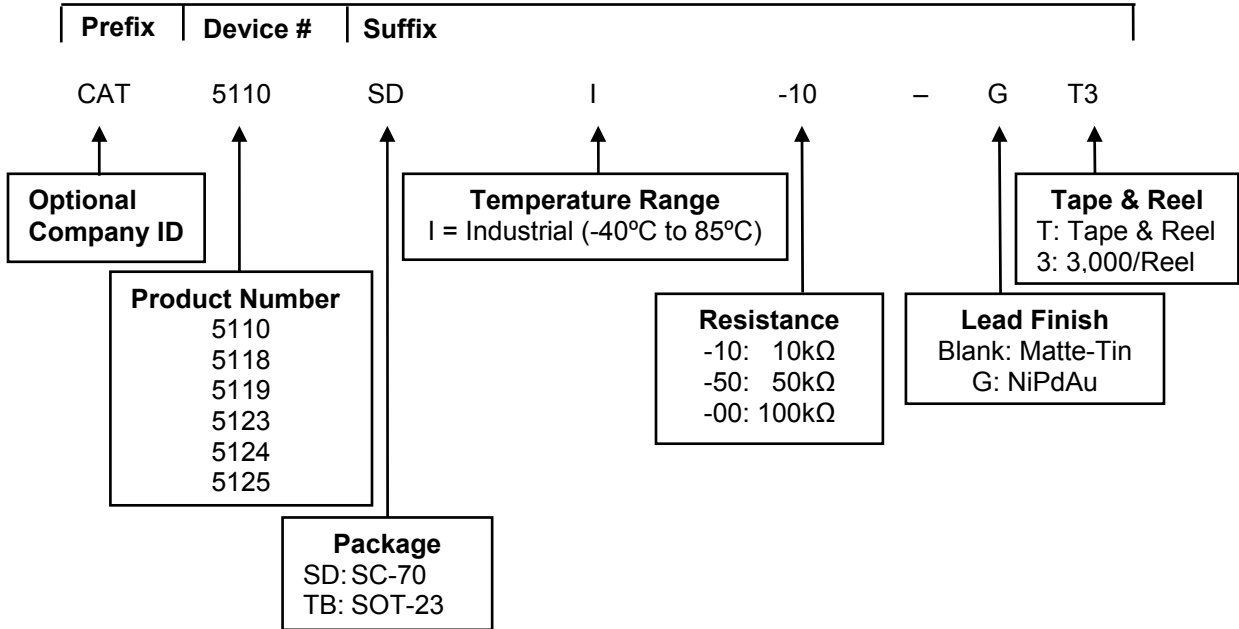 Prefix Device # Suffix
CAT 5110 SD I -10 – G T3
Optional
Company ID
Product Number
5110
5118
5119
5123
5124
5125
Package
SD: SC-70
TB: SOT-23
Temperature Range
I = Industrial (-40ºC to 85ºC)
Resistance
-10: 10kΩ
-50: 50kΩ
-00: 100kΩ
Lead Finish
Blank: Matte-Tin
G: NiPdAu
Tape & Reel
T: Tape & Reel
3: 3,000/Reel